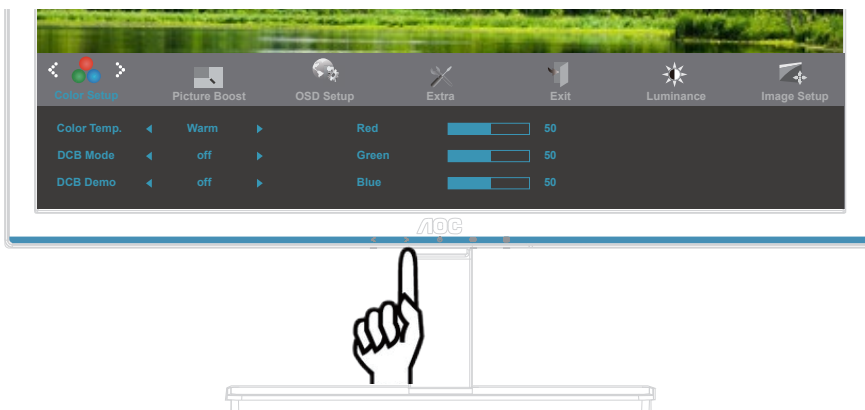 Color Setup Picture Boost OSD Setup Extra Exit Luminance Image Setup
Color Temp. Warm Red 50
DCB Mode off Green 50
DCB Demo off Blue 50
AOC